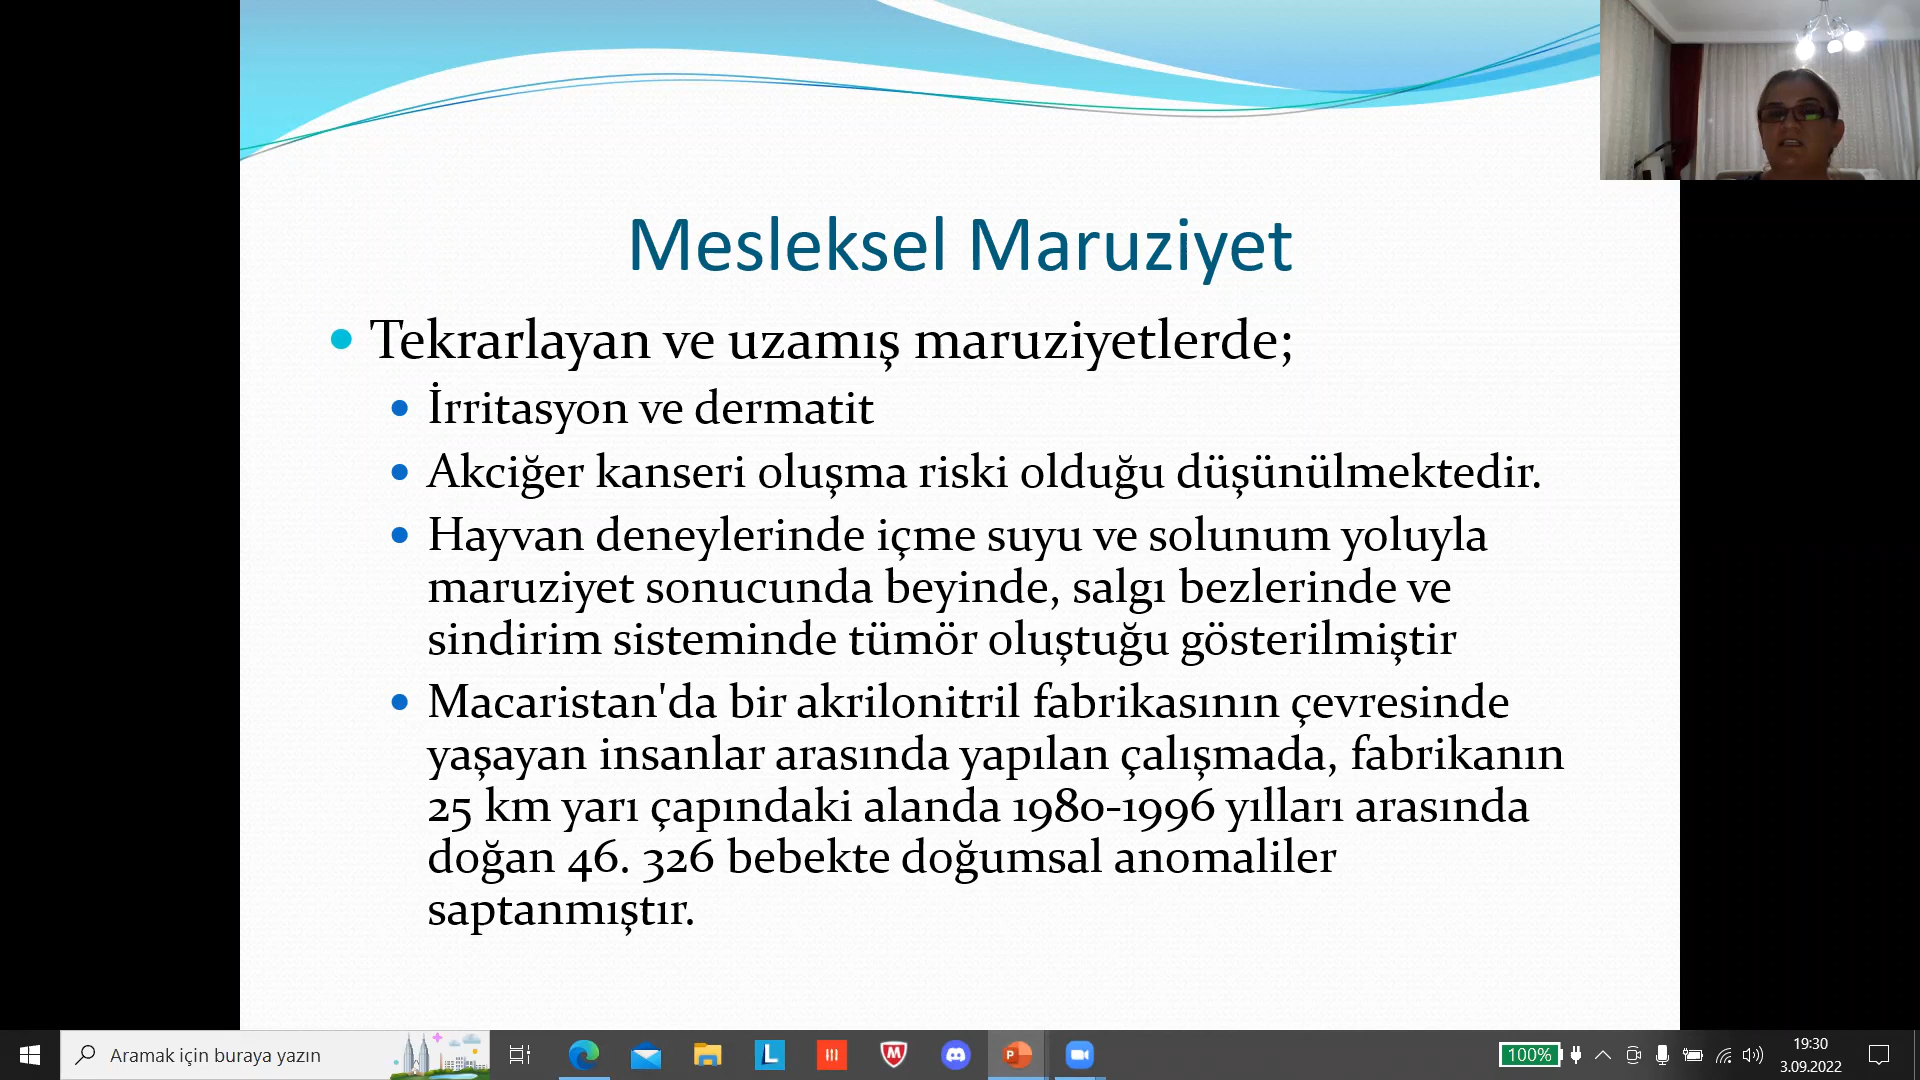 Mesleksel Maruziyet
Tekrarlayan ve uzamış maruziyetlerde;
İrritasyon ve dermatit
Akciğer kanseri oluşma riski olduğu düşünülmektedir.
Hayvan deneylerinde içme suyu ve solunum yoluyla
maruziyet sonucunda beyinde, salgı bezlerinde ve
sindirim sisteminde tümör oluştuğu gösterilmiştir
Macaristan'da bir akrilonitril fabrikasının çevresinde
yaşayan insanlar arasında yapılan çalışmada, fabrikanın
25 km yarı çapındaki alanda 1980-1996 yılları arasında
doğan 46. 326 bebekte doğumsal anomaliler
saptanmıştır.
Aramak için buraya yazın
L
P
100%
19:30
3.09.2022